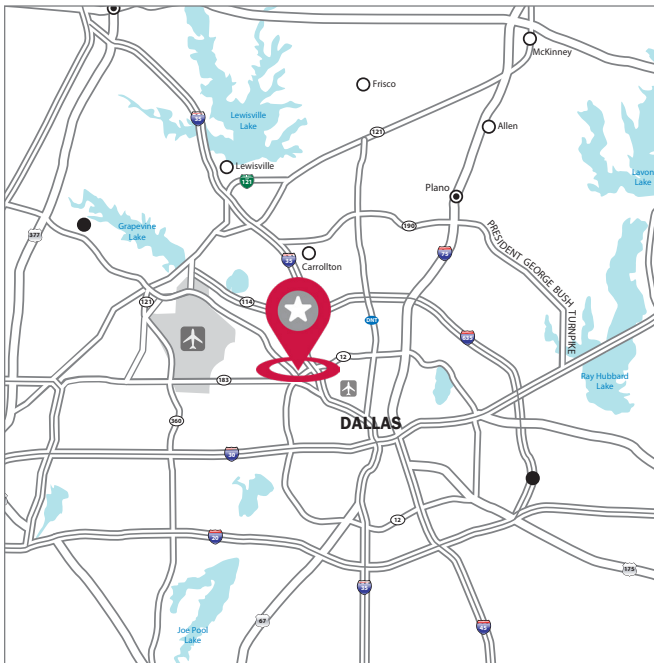 McKinney
Frisco
Lewisville
Lake
35
121
Allen
Lewisville
121
Lavon
Lake
Plano
377
Grapevine
Lake
190
PRESIDENT GEORGE BUSH TURNPIKE
35
Carrollton
75
121
114
DNT
635
12
183
Ray Hubbard
Lake
360
DALLAS
30
12
20
175
35
67
45
Joe Pool
Lake